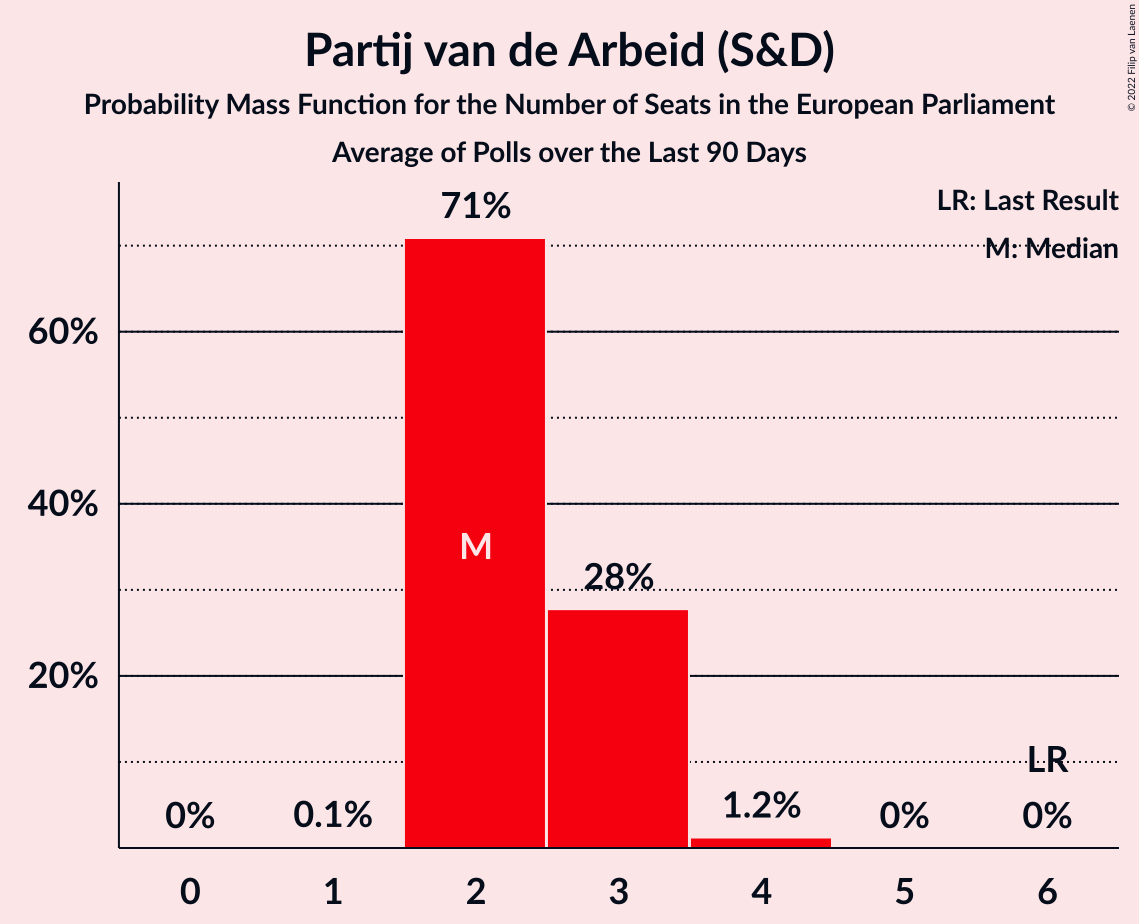 Partij van de Arbeid (S&D)
Probability Mass Function for the Number of Seats in the European Parliament
Average of Polls over the Last 90 Days
© 2022 Filip van Laenen
LR: Last Result
M: Median
71%
60%
40%
M
28%
20%
LR
0%
0.1%
1.2%
0%
0%
0
1
2
3
4
5
6